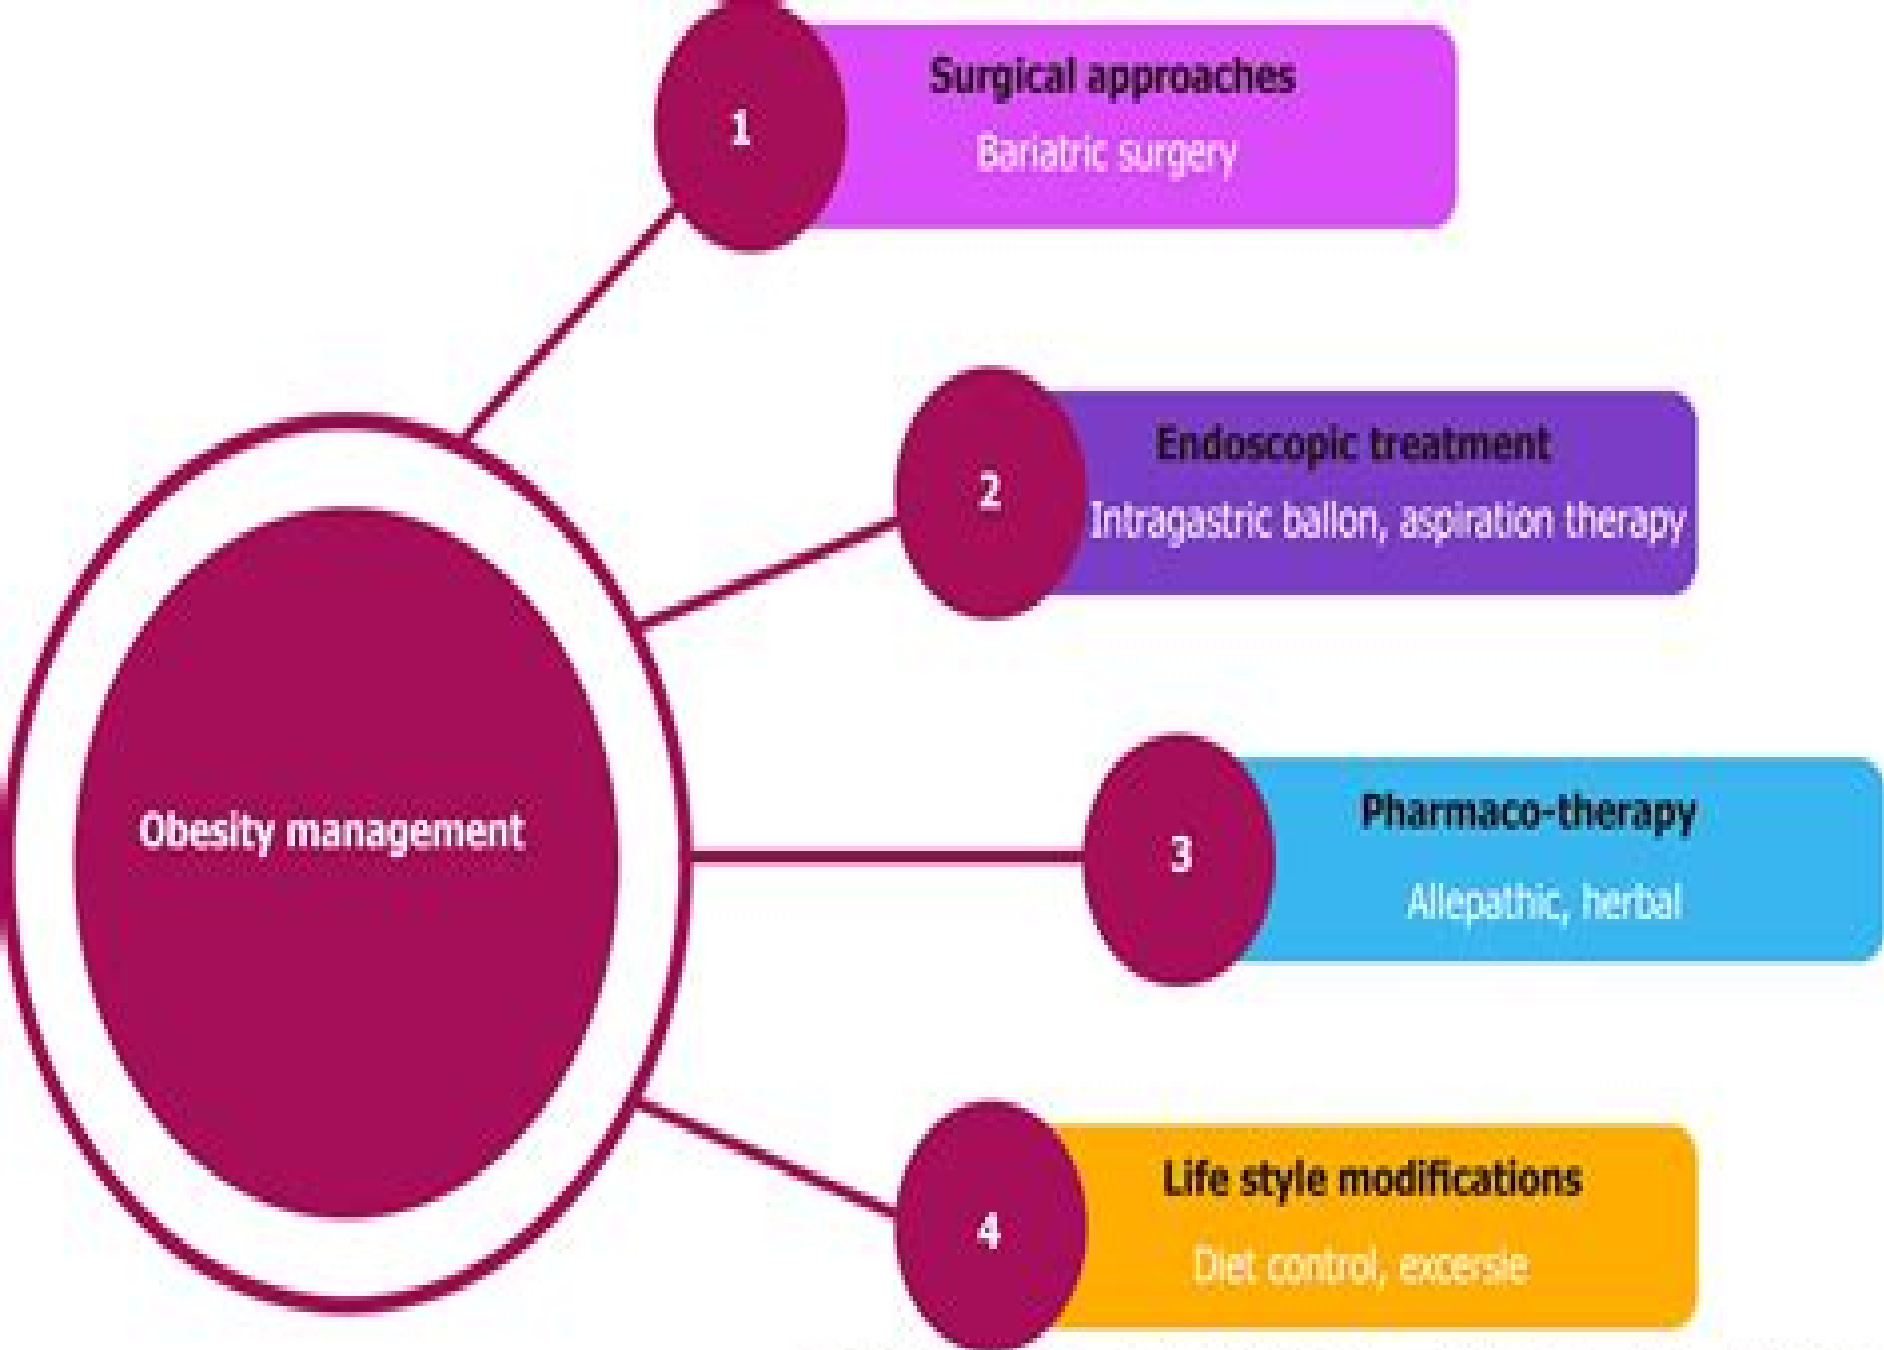 1
Surgical approaches
Bariatric surgery
2
Endoscopic treatment
Intragastric ballon, aspiration therapy
Obesity management
3
Pharmaco-therapy
Allepathic, herbal
4
Life style modifications
Diet control, excersie